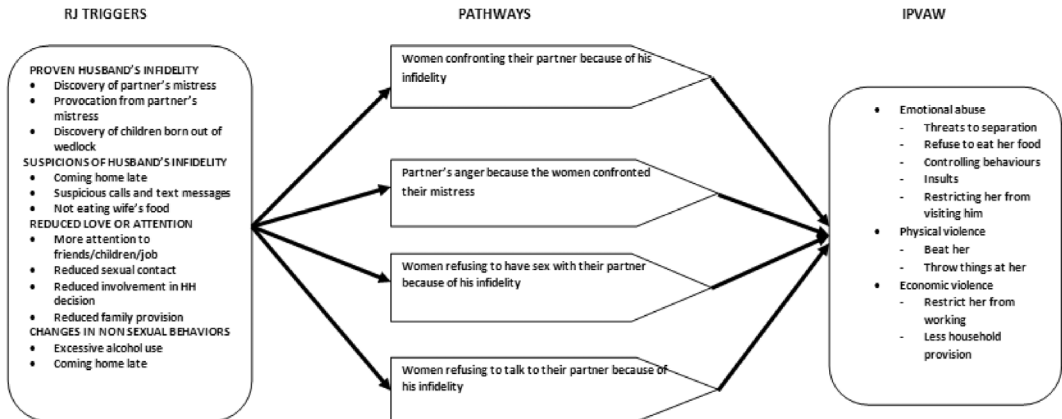 RJ TRIGGERS
PATHWAYS
IPVAW
PROVEN HUSBAND'S INFIDELITY
• Discovery of partner's mistress
• Provocation from partner's
mistress
• Discovery of children born out of
wedlock
SUSPICIONS OF HUSBAND'S INFIDELITY
• Coming home late
• Suspicious calls and text messages
• Not eating wife's food
REDUCED LOVE OR ATTENTION
• More attention to
friends/children/job
• Reduced sexual contact
• Reduced involvement in HH
decision
• Reduced family provision
CHANGES IN NON SEXUAL BEHAVIORS
• Excessive alcohol use
• Coming home late
Women confronting their partner because of his
infidelity
Partner's anger because the women confronted
their mistress
Women refusing to have sex with their partner
because of his infidelity
Women refusing to talk to their partner because of
his infidelity
• Emotional abuse
- Threats to separation
- Refuse to eat her food
- Controlling behaviours
- Insults
- Restricting her from
visiting him
• Physical violence
- Beat her
- Throw things at her
• Economic violence
- Restrict her from
working
- Less household
provision